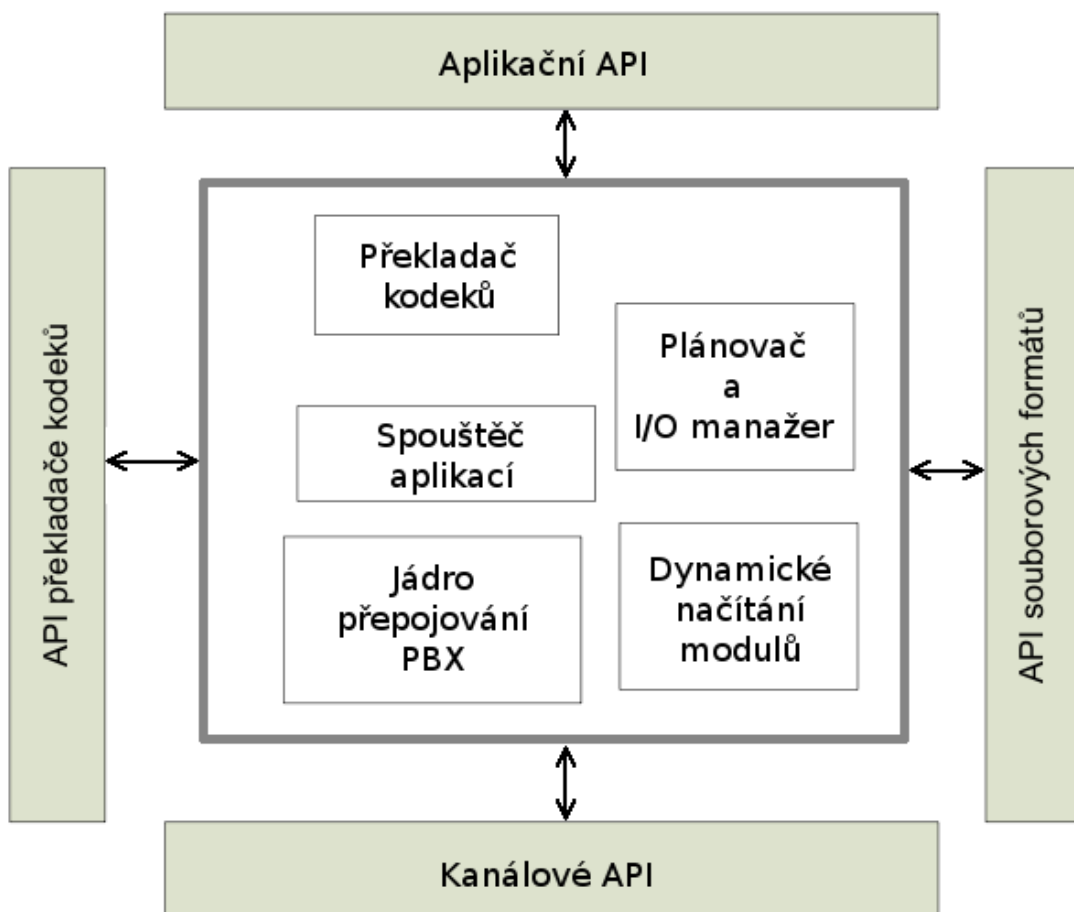 Aplikační API
API překladače kodeků
Překladač
kodeků
Plánovač
a
I/O manažer
Spouštěč
aplikací
Jádro
přepojování
PBX
Dynamické
načítání
modulů
API souborových formátů
Kanálové API